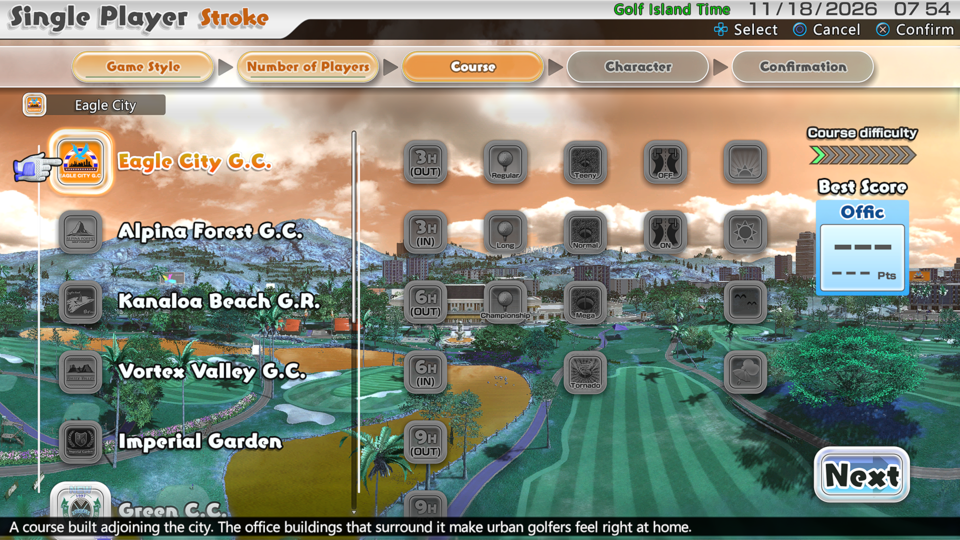 Single Player Stroke
Golf Island Time 11/18/2026 07 54
Select Cancel Confirm
Game Style Number of Players Course Character Confirmation
Eagle City
Course difficulty
EAGLE CITY G.C.
Eagle City G.C.
3H (OUT) Regular Teeny OFF
Best Score
Offic
Alpina Forest G.C.
3H (IN) Long Normal ON
--- 
--- Pts
Kanaloa Beach G.R.
6H (OUT) Championship Mega
Vortex Valley G.C.
6H (IN) Tornado
Imperial Garden
9H (OUT)
Next
Green C.C.
9H
A course built adjoining the city. The office buildings that surround it make urban golfers feel right at home.